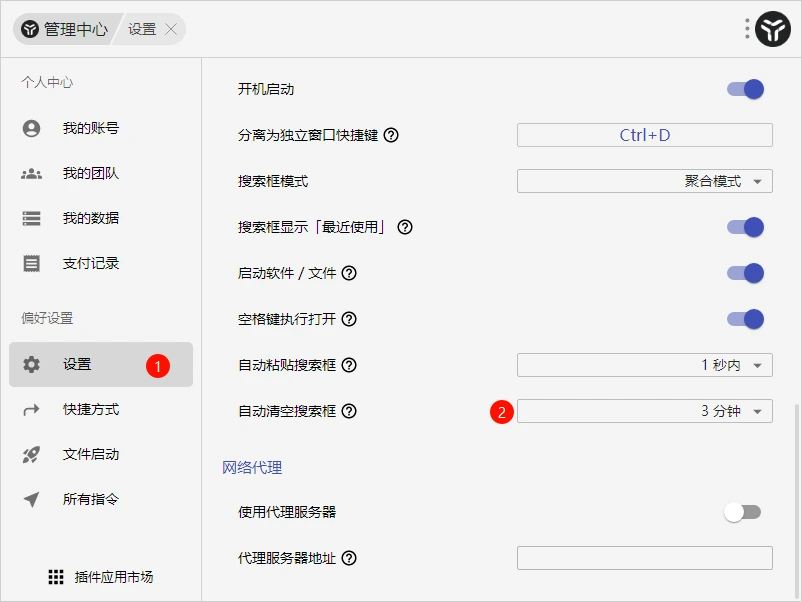 管理中心 设置
个人中心
我的账号
我的团队
我的数据
支付记录
偏好设置
设置 1
快捷方式
文件启动
所有指令
插件应用市场
开机启动
分离为独立窗口快捷键 Ctrl+D
搜索框模式 聚合模式
搜索框显示「最近使用」
启动软件 / 文件
空格键执行打开
自动粘贴搜索框 1 秒内
自动清空搜索框 2 3 分钟
网络代理
使用代理服务器
代理服务器地址